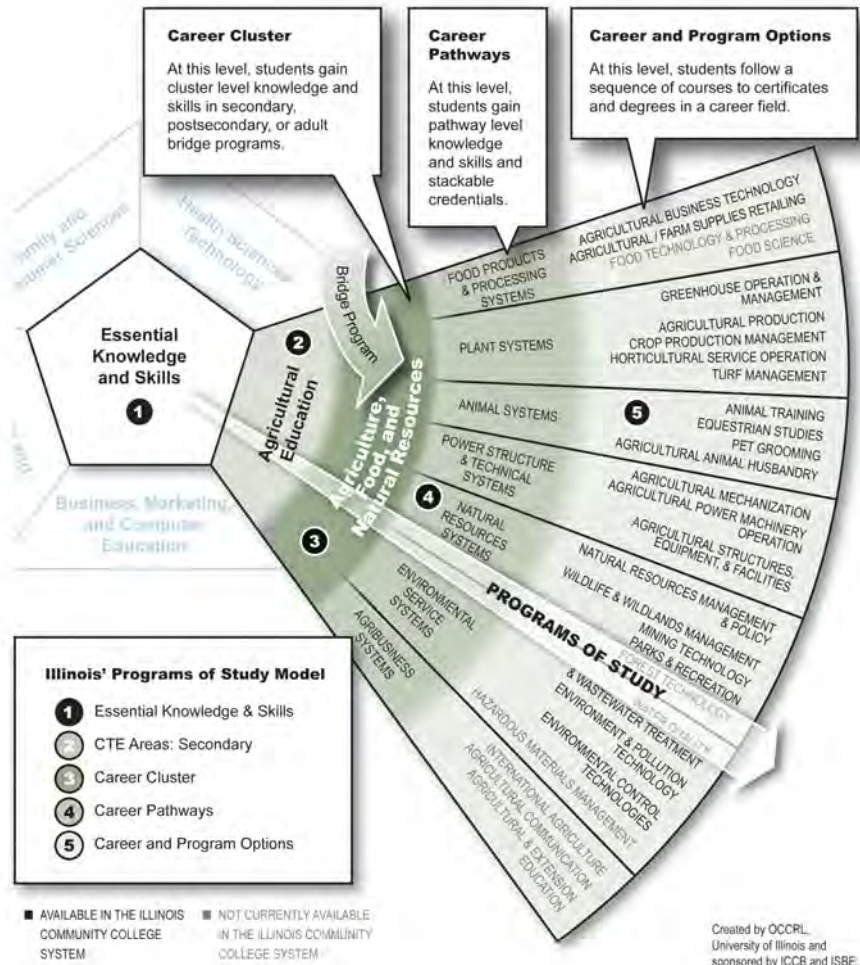 Career Cluster
At this level, students gain
cluster level knowledge and
skills in secondary,
postsecondary, or adult
bridge programs.
Career
Pathways
At this level,
students gain
pathway level
knowledge
and skills and
stackable
credentials.
Career and Program Options
At this level, students follow a
sequence of courses to certificates
and degrees in a career field.
Health Science
Technology
Essential
Knowledge
and Skills
1
Business, Marketing,
and Computer
Education
2
Agricultural
Education
Bridge Program
Agriculture,
Food, and
Natural Resources
3
4
5
FOOD PRODUCTS
& PROCESSING
SYSTEMS
AGRICULTURAL BUSINESS TECHNOLOGY
AGRICULTURAL / FARM SUPPLIES RETAILING
FOOD TECHNOLOGY & PROCESSING
FOOD SCIENCE
PLANT SYSTEMS
GREENHOUSE OPERATION &
MANAGEMENT
AGRICULTURAL PRODUCTION
CROP PRODUCTION MANAGEMENT
HORTICULTURAL SERVICE OPERATION
TURF MANAGEMENT
ANIMAL SYSTEMS
ANIMAL TRAINING
EQUESTRIAN STUDIES
PET GROOMING
AGRICULTURAL ANIMAL HUSBANDRY
POWER STRUCTURE
& TECHNICAL
SYSTEMS
AGRICULTURAL MECHANIZATION
AGRICULTURAL POWER MACHINERY
OPERATION
AGRICULTURAL STRUCTURES,
EQUIPMENT, & FACILITIES
NATURAL
RESOURCES
SYSTEMS
NATURAL RESOURCES MANAGEMENT
& POLICY
WILDLIFE & WILDLANDS MANAGEMENT
MINING TECHNOLOGY
PARKS & RECREATION
FOREST TECHNOLOGY
PROGRAMS OF STUDY
ENVIRONMENTAL
SERVICE
SYSTEMS
WATER QUALITY
& WASTEWATER TREATMENT
ENVIRONMENT & POLLUTION
TECHNOLOGY
ENVIRONMENTAL CONTROL
TECHNOLOGIES
HAZARDOUS MATERIALS MANAGEMENT
AGRIBUSINESS
SYSTEMS
INTERNATIONAL AGRICULTURE
AGRICULTURAL COMMUNICATION
AGRICULTURAL & EXTENSION
EDUCATION
Illinois' Programs of Study Model
1 Essential Knowledge & Skills
2 CTE Areas: Secondary
3 Career Cluster
4 Career Pathways
5 Career and Program Options
AVAILABLE IN THE ILLINOIS
COMMUNITY COLLEGE
SYSTEM
NOT CURRENTLY AVAILABLE
IN THE ILLINOIS COMMUNITY
COLLEGE SYSTEM
Created by OCCRL,
University of Illinois and
sponsored by ICCB and ISBE